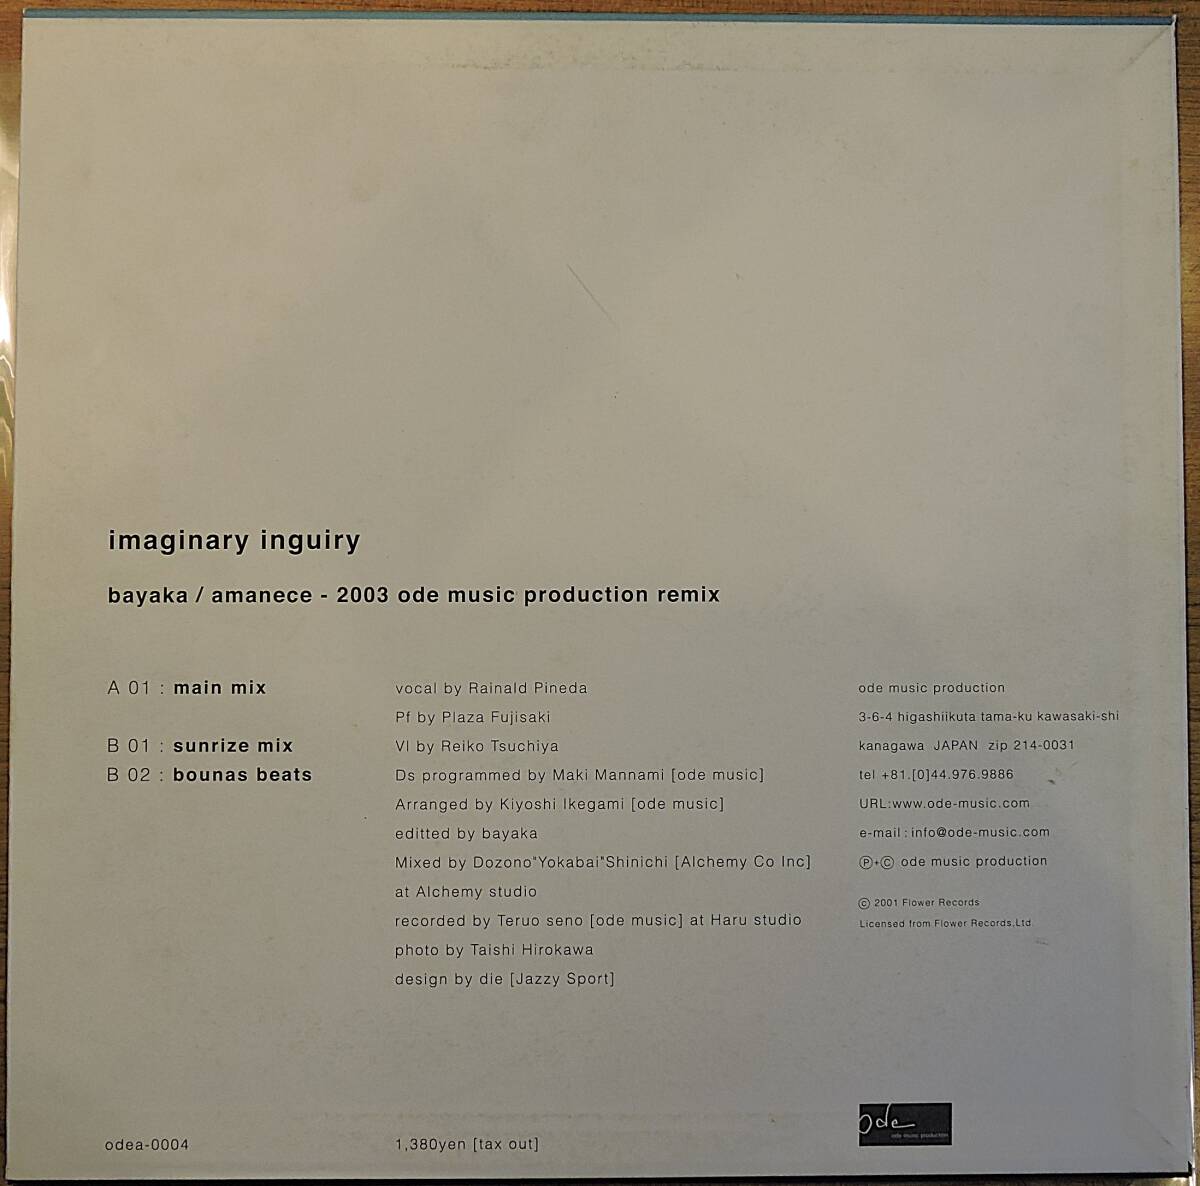 imaginary inguiry
bayaka / amanece - 2003 ode music production remix
A 01 : main mix
B 01 : sunrize mix
B 02 : bounas beats
vocal by Rainald Pineda
Pf by Plaza Fujisaki
Vl by Reiko Tsuchiya
Ds programmed by Maki Mannami [ode music]
Arranged by Kiyoshi Ikegami [ode music]
editted by bayaka
Mixed by Dozono"Yokabai"Shinichi [Alchemy Co Inc]
at Alchemy studio
recorded by Teruo seno [ode music] at Haru studio
photo by Taishi Hirokawa
design by die [Jazzy Sport]
ode music production
3-6-4 higashiikuta tama-ku kawasaki-shi
kanagawa JAPAN zip 214-0031
tel +81.[0]44.976.9886
URL:www.ode-music.com
e-mail : info@ode-music.com
Ⓟ+Ⓒ ode music production
© 2001 Flower Records
Licensed from Flower Records,Ltd
odea-0004
1,380yen [tax out]
ode
ode music production